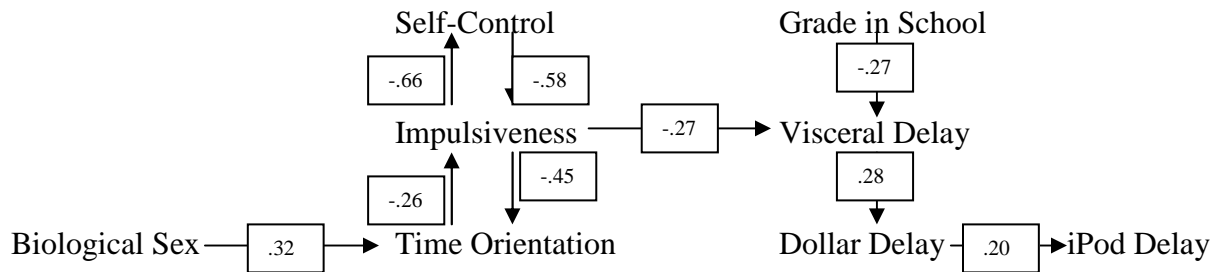 Self-Control Grade in School
-.66 -.58 -.27
Impulsiveness -.27 Visceral Delay
-.26 -.45 .28
Biological Sex .32 Time Orientation Dollar Delay .20 iPod Delay